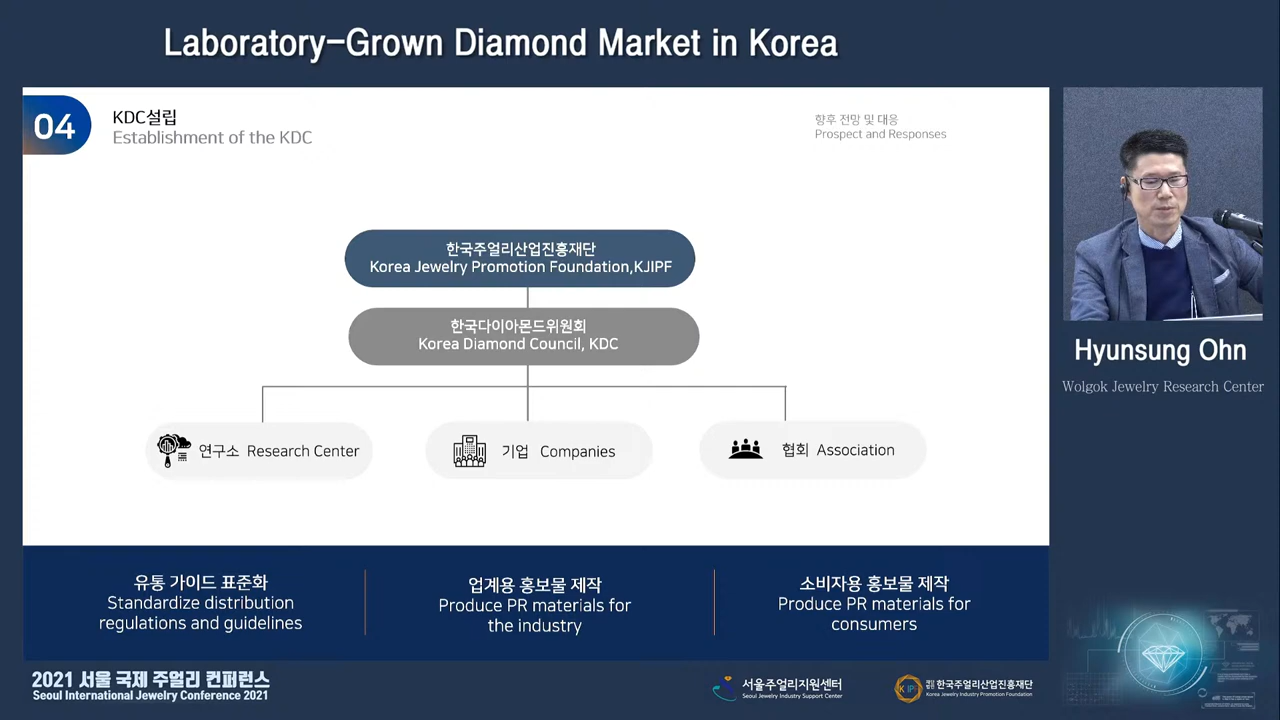 Laboratory-Grown Diamond Market in Korea
04
KDC설립
Establishment of the KDC
향후 전망 및 대응
Prospect and Responses
한국주얼리산업진흥재단
Korea Jewelry Promotion Foundation,KJIPF
한국다이아몬드위원회
Korea Diamond Council, KDC
연구소 Research Center
기업 Companies
협회 Association
유통 가이드 표준화
Standardize distribution
regulations and guidelines
업계용 홍보물 제작
Produce PR materials for
the industry
소비자용 홍보물 제작
Produce PR materials for
consumers
Hyunsung Ohn
Wolgok Jewelry Research Center
2021 서울 국제 주얼리 컨퍼런스
Seoul International Jewelry Conference 2021
서울주얼리지원센터
Seoul Jewelry Industry Support Center
재단법인 한국주얼리산업진흥재단
Korea Jewelry Industry Promotion Foundation